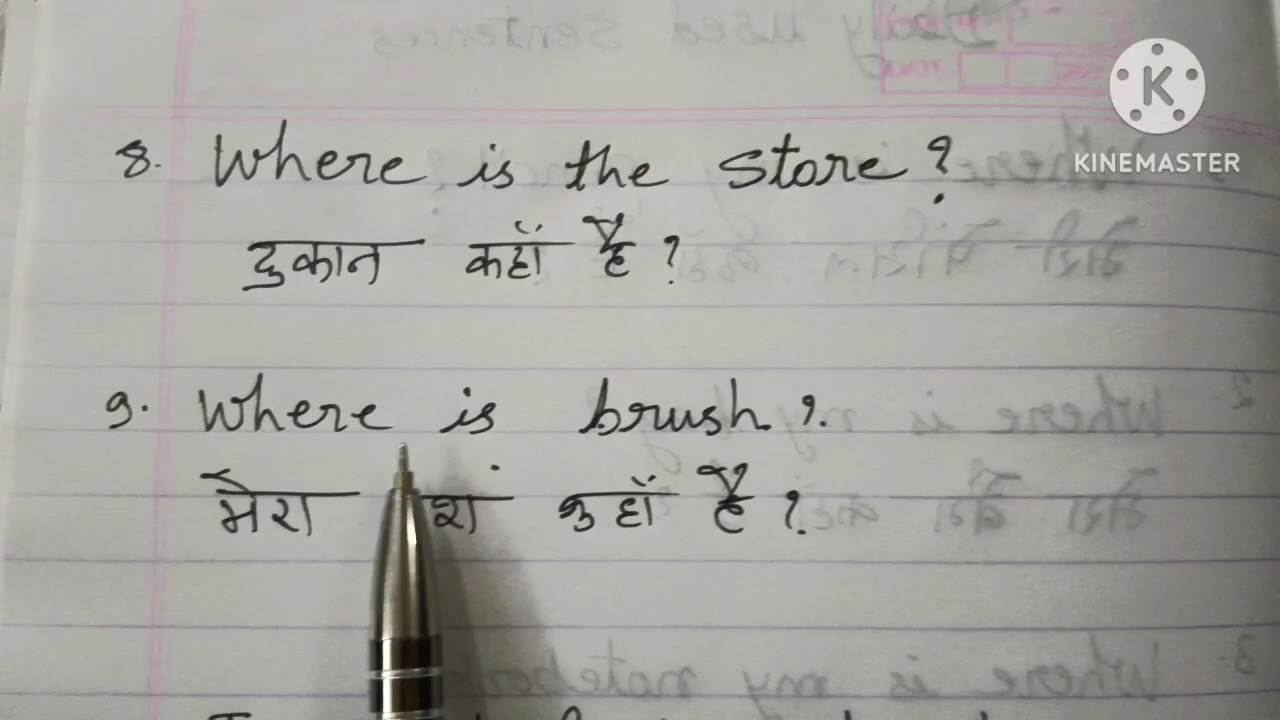 KINEMASTER
8. Where is the store?
दुकान कहाँ है?
9. Where is brush?
मेरा कहाँ है?